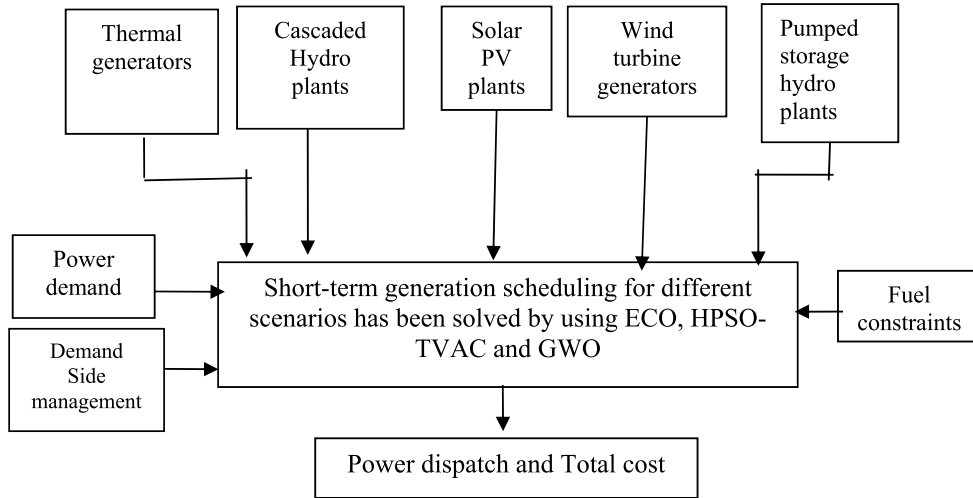 Thermal
generators
Cascaded
Hydro
plants
Solar
PV
plants
Wind
turbine
generators
Pumped
storage
hydro
plants
Power
demand
Demand
Side
management
Short-term generation scheduling for different
scenarios has been solved by using ECO, HPSO-
TVAC and GWO
Fuel
constraints
Power dispatch and Total cost